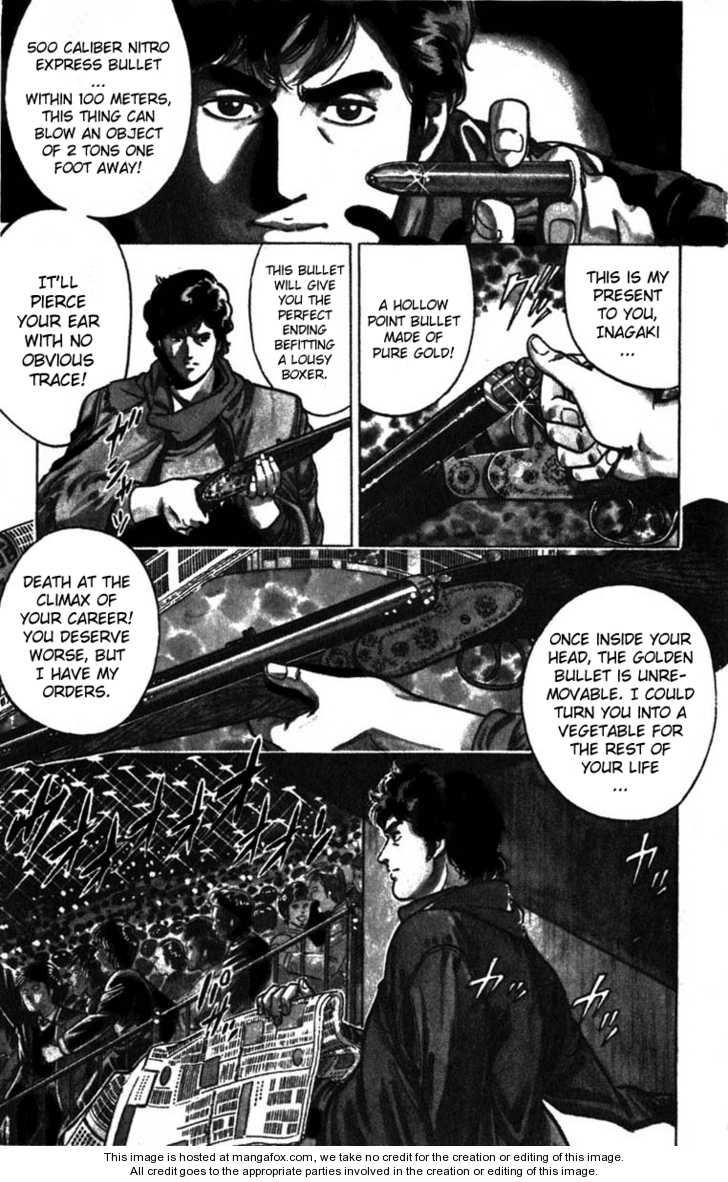 500 CALIBER NITRO
EXPRESS BULLET
...
WITHIN 100 METERS,
THIS THING CAN
BLOW AN OBJECT
OF 2 TONS ONE
FOOT AWAY!
THIS IS MY
PRESENT
TO YOU,
INAGAKI
...
A HOLLOW
POINT BULLET
MADE OF
PURE GOLD!
THIS BULLET
WILL GIVE
YOU THE
PERFECT
ENDING
BEFITTING
A LOUSY
BOXER.
IT'LL
PIERCE
YOUR EAR
WITH NO
OBVIOUS
TRACE!
ONCE INSIDE YOUR
HEAD, THE GOLDEN
BULLET IS UNRE-
MOVABLE. I COULD
TURN YOU INTO A
VEGETABLE FOR
THE REST OF
YOUR LIFE
...
DEATH AT THE
CLIMAX OF
YOUR CAREER!
YOU DESERVE
WORSE, BUT
I HAVE MY
ORDERS.
This image is hosted at mangafox.com, we take no credit for the creation or editing of this image.
All credit goes to the appropriate parties involved in the creation or editing of this image.